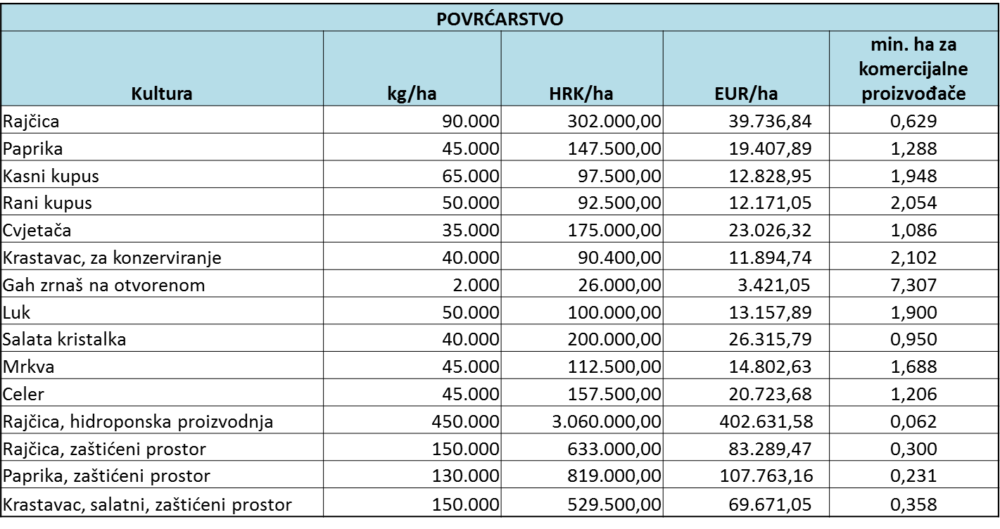 POVRĆARSTVO
Kultura kg/ha HRK/ha EUR/ha min. ha za komercijalne proizvođače
Rajčica 90.000 302.000,00 39.736,84 0,629
Paprika 45.000 147.500,00 19.407,89 1,288
Kasni kupus 65.000 97.500,00 12.828,95 1,948
Rani kupus 50.000 92.500,00 12.171,05 2,054
Cvjetača 35.000 175.000,00 23.026,32 1,086
Krastavac, za konzerviranje 40.000 90.400,00 11.894,74 2,102
Gah zrnaš na otvorenom 2.000 26.000,00 3.421,05 7,307
Luk 50.000 100.000,00 13.157,89 1,900
Salata kristalka 40.000 200.000,00 26.315,79 0,950
Mrkva 45.000 112.500,00 14.802,63 1,688
Celer 45.000 157.500,00 20.723,68 1,206
Rajčica, hidroponska proizvodnja 450.000 3.060.000,00 402.631,58 0,062
Rajčica, zaštićeni prostor 150.000 633.000,00 83.289,47 0,300
Paprika, zaštićeni prostor 130.000 819.000,00 107.763,16 0,231
Krastavac, salatni, zaštićeni prostor 150.000 529.500,00 69.671,05 0,358